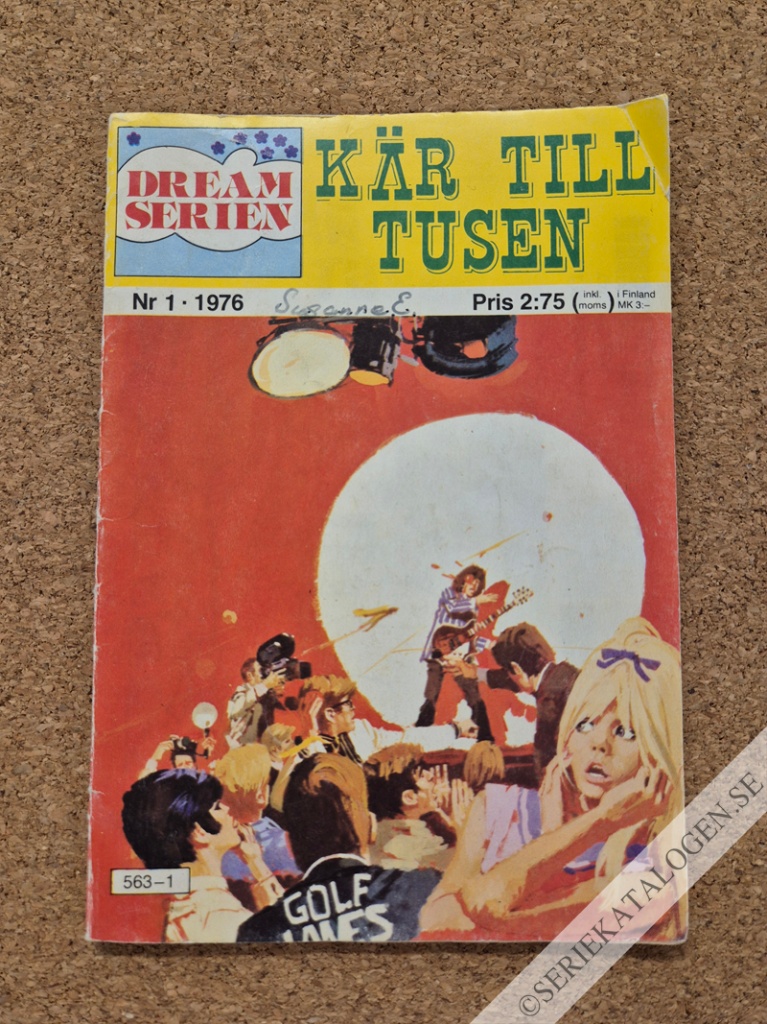 DREAM
SERIEN
KÄR TILL
TUSEN
Nr 1 · 1976
Suzanne E.
Pris 2:75 (inkl. moms) i Finland MK 3:–
563–1
GOLF
©SERIEKATALOGEN.SE